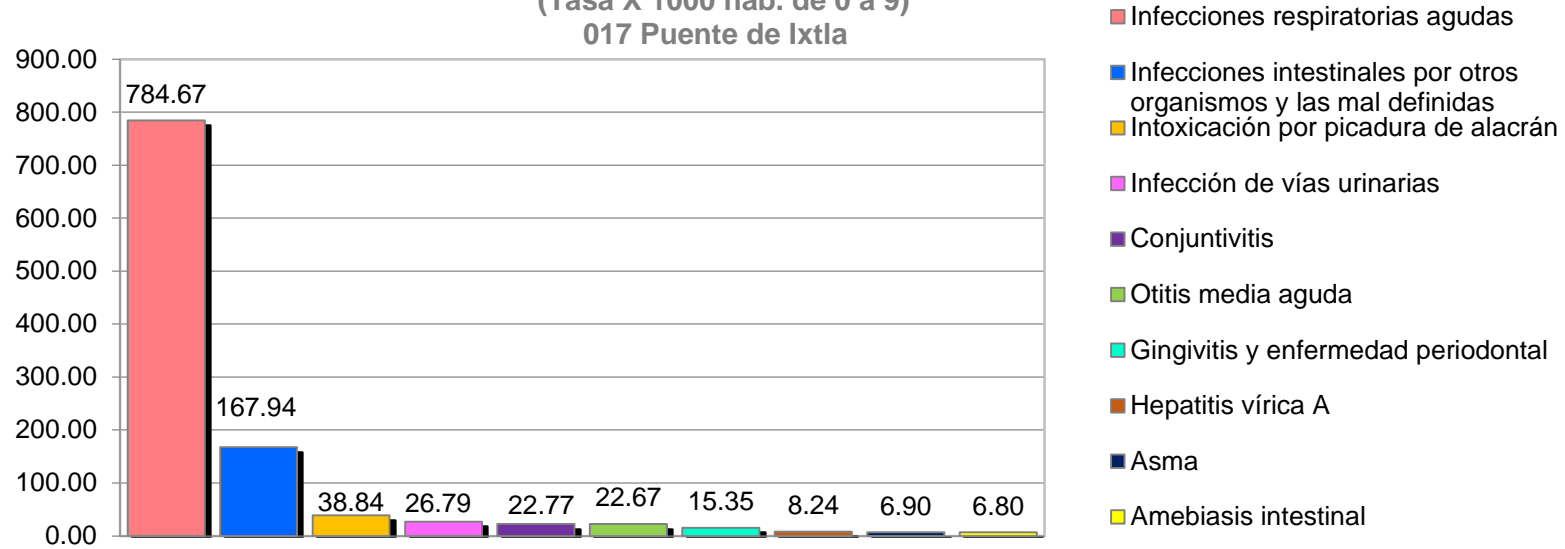 (Tasa X 1000 hab. de 0 a 9)
017 Puente de Ixtla
900.00
800.00
700.00
600.00
500.00
400.00
300.00
200.00
100.00
0.00
784.67
167.94
38.84
26.79
22.77
22.67
15.35
8.24
6.90
6.80
Infecciones respiratorias agudas
Infecciones intestinales por otros
organismos y las mal definidas
Intoxicación por picadura de alacrán
Infección de vías urinarias
Conjuntivitis
Otitis media aguda
Gingivitis y enfermedad periodontal
Hepatitis vírica A
Asma
Amebiasis intestinal